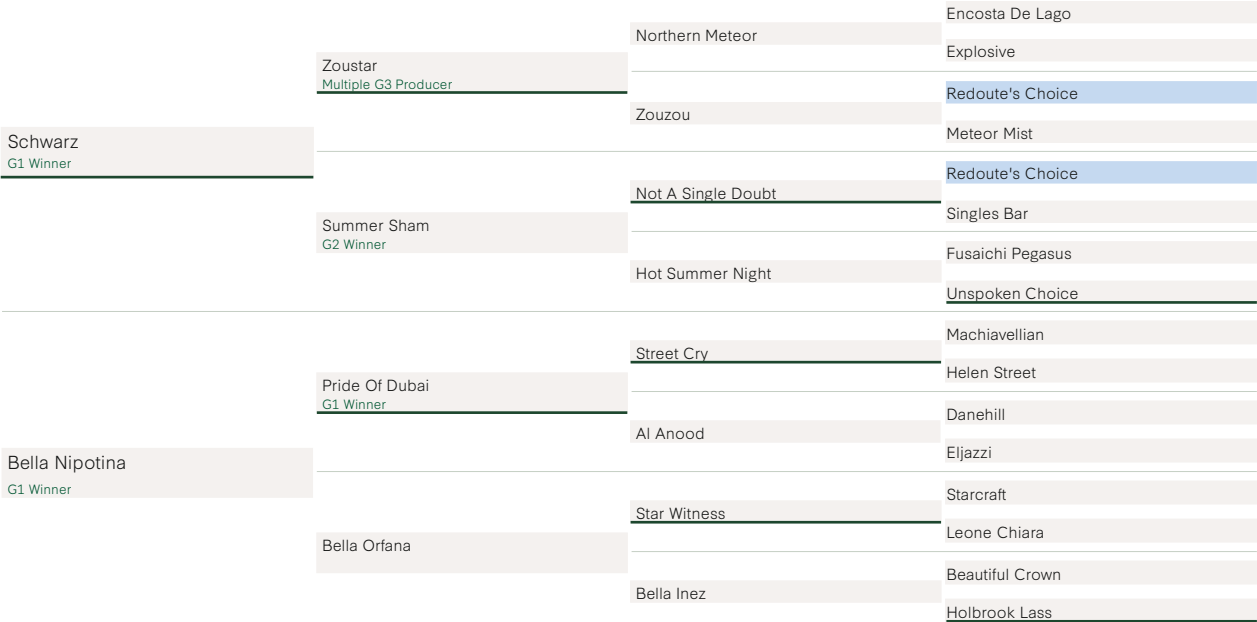 Schwarz
G1 Winner
Bella Nipotina
G1 Winner
Zoustar
Multiple G3 Producer
Summer Sham
G2 Winner
Pride Of Dubai
G1 Winner
Bella Orfana
Northern Meteor
Zouzou
Not A Single Doubt
Hot Summer Night
Street Cry
Al Anood
Star Witness
Bella Inez
Encosta De Lago
Explosive
Redoute's Choice
Meteor Mist
Redoute's Choice
Singles Bar
Fusaichi Pegasus
Unspoken Choice
Machiavellian
Helen Street
Danehill
Eljazzi
Starcraft
Leone Chiara
Beautiful Crown
Holbrook Lass